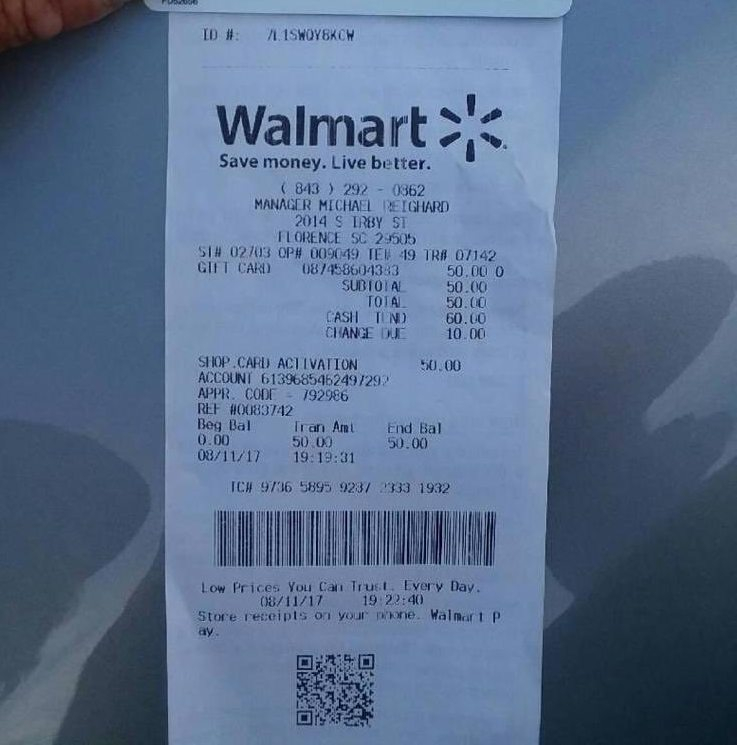 ID #: 7L1SWQY8KCW
Walmart
Save money. Live better.
( 843 ) 292 - 0362
MANAGER MICHAEL REIGHARD
2014 S IRBY ST
FLORENCE SC 29505
ST# 02703 OP# 009049 TE# 49 TR# 07142
GIFT CARD 087458604333 50.00 O
SUBTOTAL 50.00
TOTAL 50.00
CASH TEND 60.00
CHANGE DUE 10.00
SHOP.CARD ACTIVATION 50.00
ACCOUNT 6139685462497292
APPR. CODE - 792986
REF #0083742
Beg Bal Tran Amt End Bal
0.00 50.00 50.00
08/11/17 19:19:31
TC# 9736 5895 9237 2333 1932
Low Prices You Can Trust. Every Day.
08/11/17 19:22:40
Store receipts on your phone. Walmart P
ay.